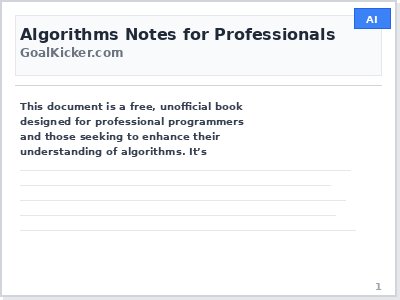 AI
Algorithms Notes for Professionals
GoalKicker.com
This document is a free, unofficial book
designed for professional programmers
and those seeking to enhance their
understanding of algorithms. It’s
1